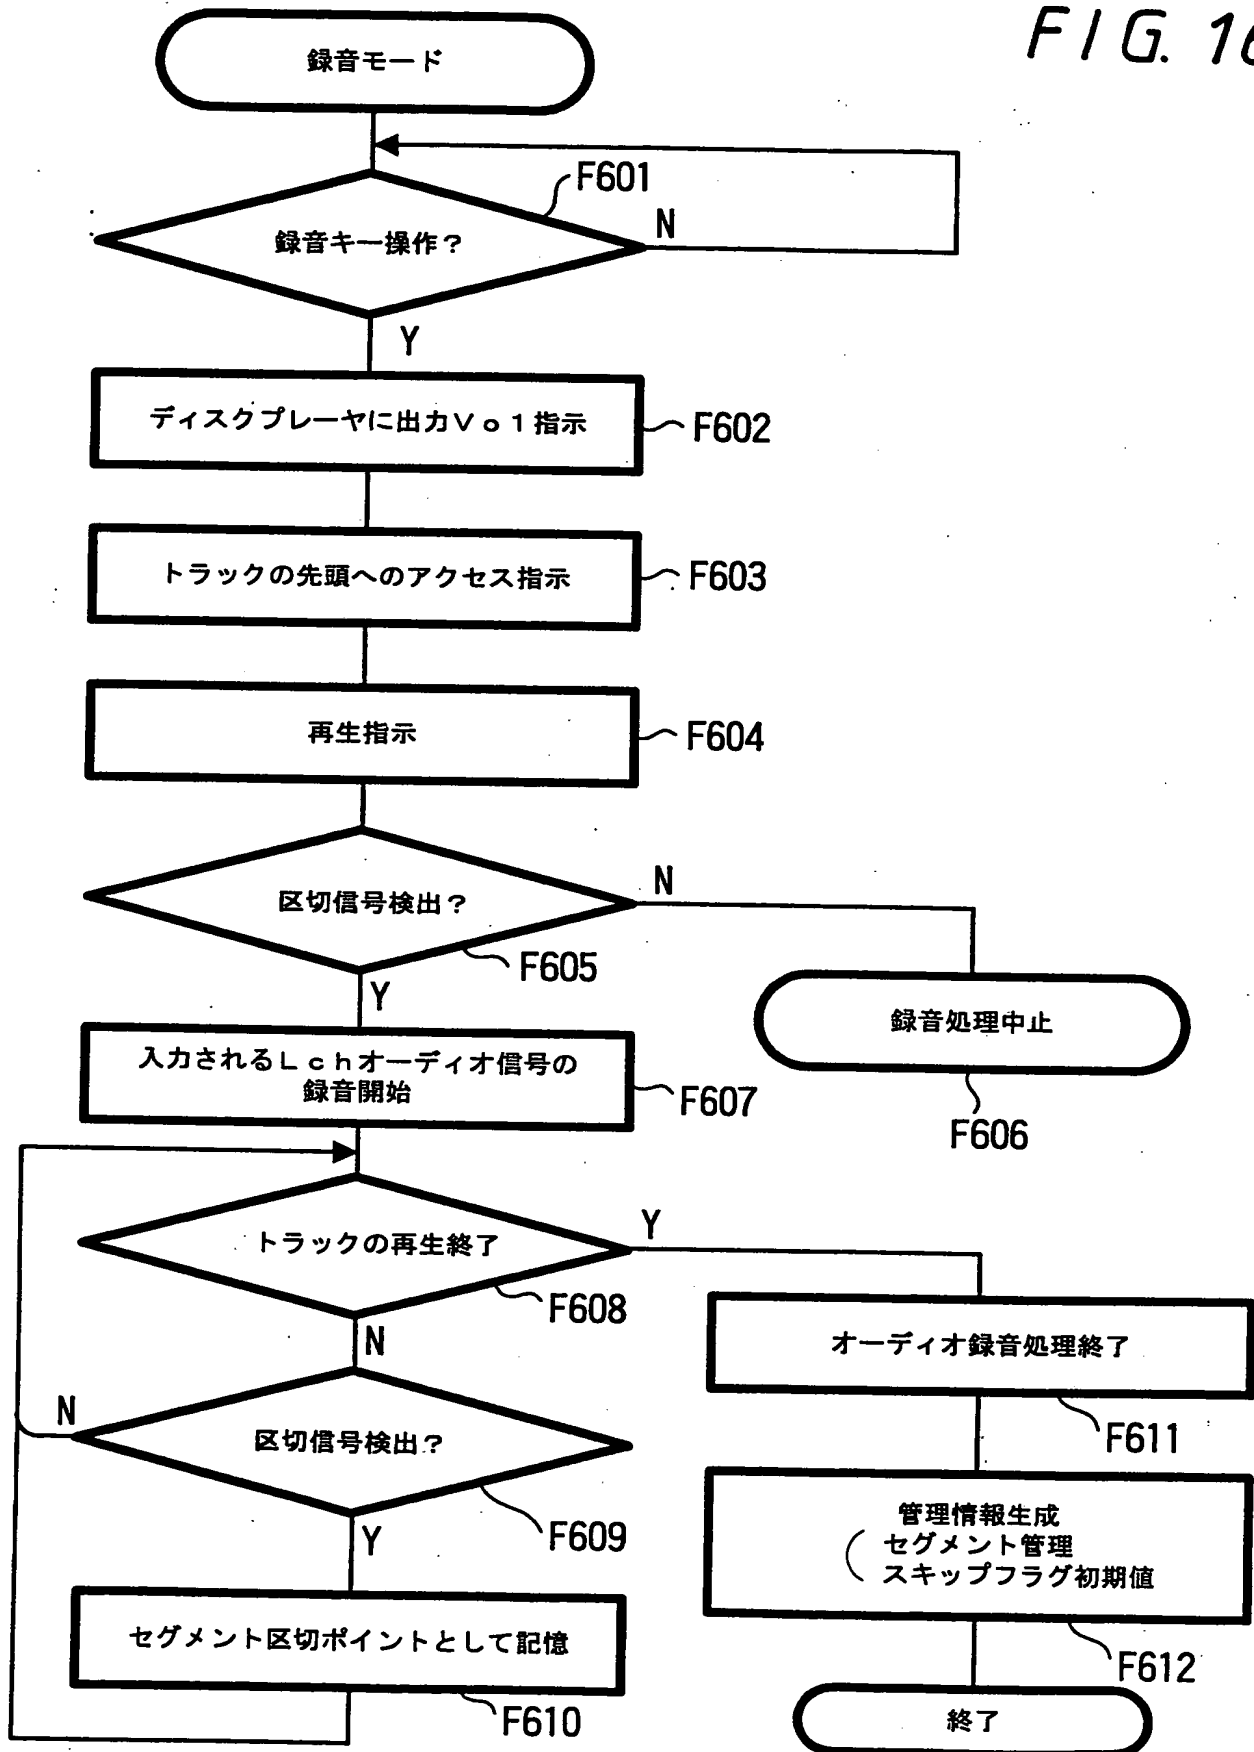 FIG. 16
録音モード
F601
録音キー操作?
N
Y
ディスクプレーヤに出力Vol指示
F602
トラックの先頭へのアクセス指示
F603
再生指示
F604
区切信号検出?
N
F605
Y
録音処理中止
F606
入力されるLchオーディオ信号の
録音開始
F607
トラックの再生終了
Y
F608
N
オーディオ録音処理終了
F611
区切信号検出?
N
F609
Y
管理情報生成
(セグメント管理
スキップフラグ初期値
F612
セグメント区切ポイントとして記憶
F610
終了